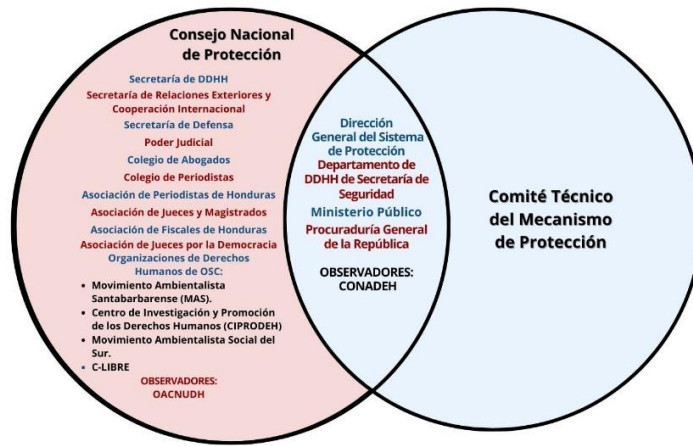 Consejo Nacional
de Protección
Secretaría de DDHH
Secretaría de Relaciones Exteriores y
Cooperación Internacional
Secretaría de Defensa
Poder Judicial
Colegio de Abogados
Colegio de Periodistas
Asociación de Periodistas de Honduras
Asociación de Jueces y Magistrados
Asociación de Fiscales de Honduras
Asociación de Jueces por la Democracia
Organizaciones de Derechos
Humanos de OSC:
• Movimiento Ambientalista
Santabarbarense (MAS).
• Centro de Investigación y Promoción
de los Derechos Humanos (CIPRODEH)
• Movimiento Ambientalista Social del
Sur.
• C-LIBRE
OBSERVADORES:
OACNUDH
Dirección
General del Sistema
de Protección
Departamento de
DDHH de Secretaría de
Seguridad
Ministerio Público
Procuraduría General
de la República
OBSERVADORES:
CONADEH
Comité Técnico
del Mecanismo
de Protección